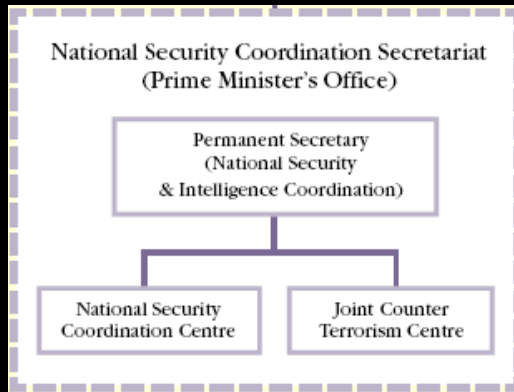 National Security Coordination Secretariat
(Prime Minister's Office)
Permanent Secretary
(National Security
& Intelligence Coordination)
National Security
Coordination Centre
Joint Counter
Terrorism Centre